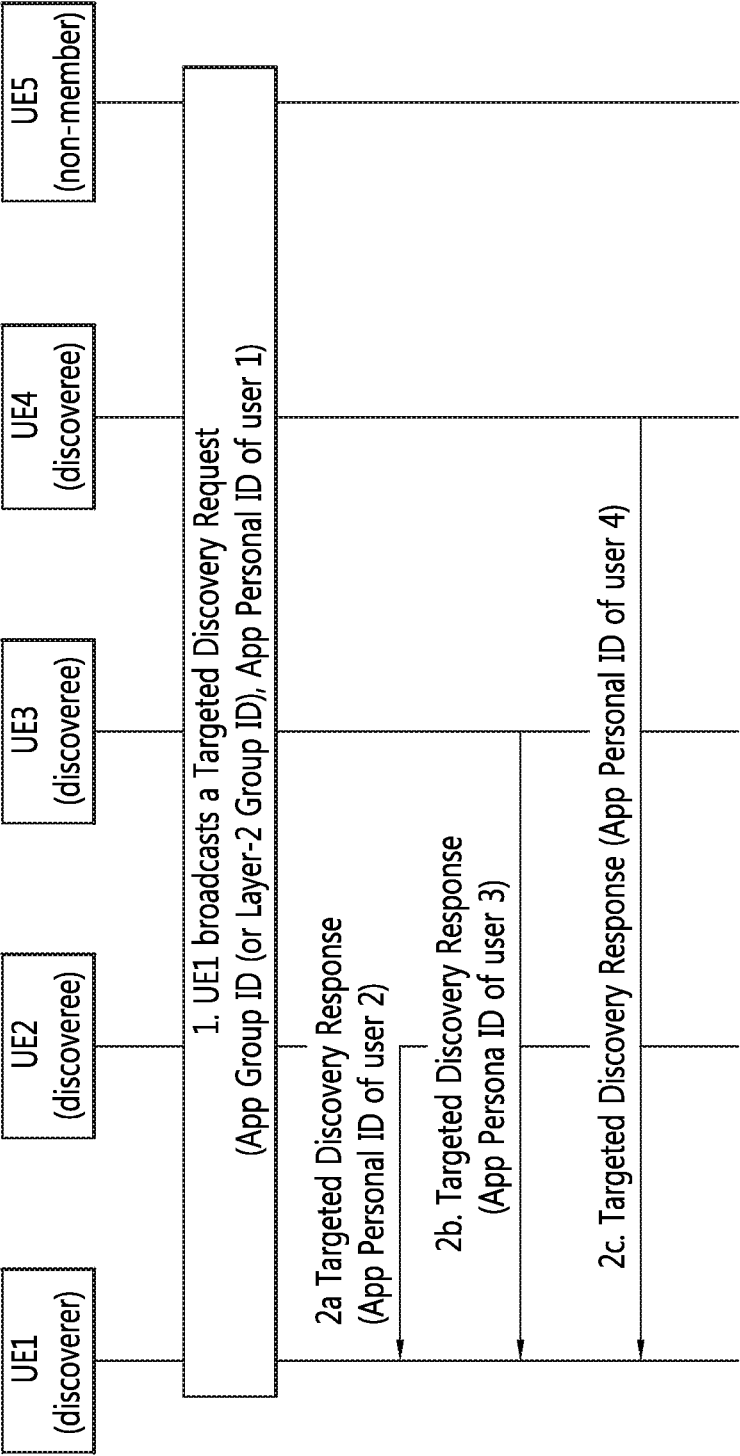 UE1
(discoverer)
UE2
(discoveree)
UE3
(discoveree)
UE4
(discoveree)
UE5
(non-member)
1. UE1 broadcasts a Targeted Discovery Request
(App Group ID (or Layer-2 Group ID), App Personal ID of user 1)
2a Targeted Discovery Response
(App Personal ID of user 2)
2b. Targeted Discovery Response
(App Persona ID of user 3)
2c. Targeted Discovery Response (App Personal ID of user 4)